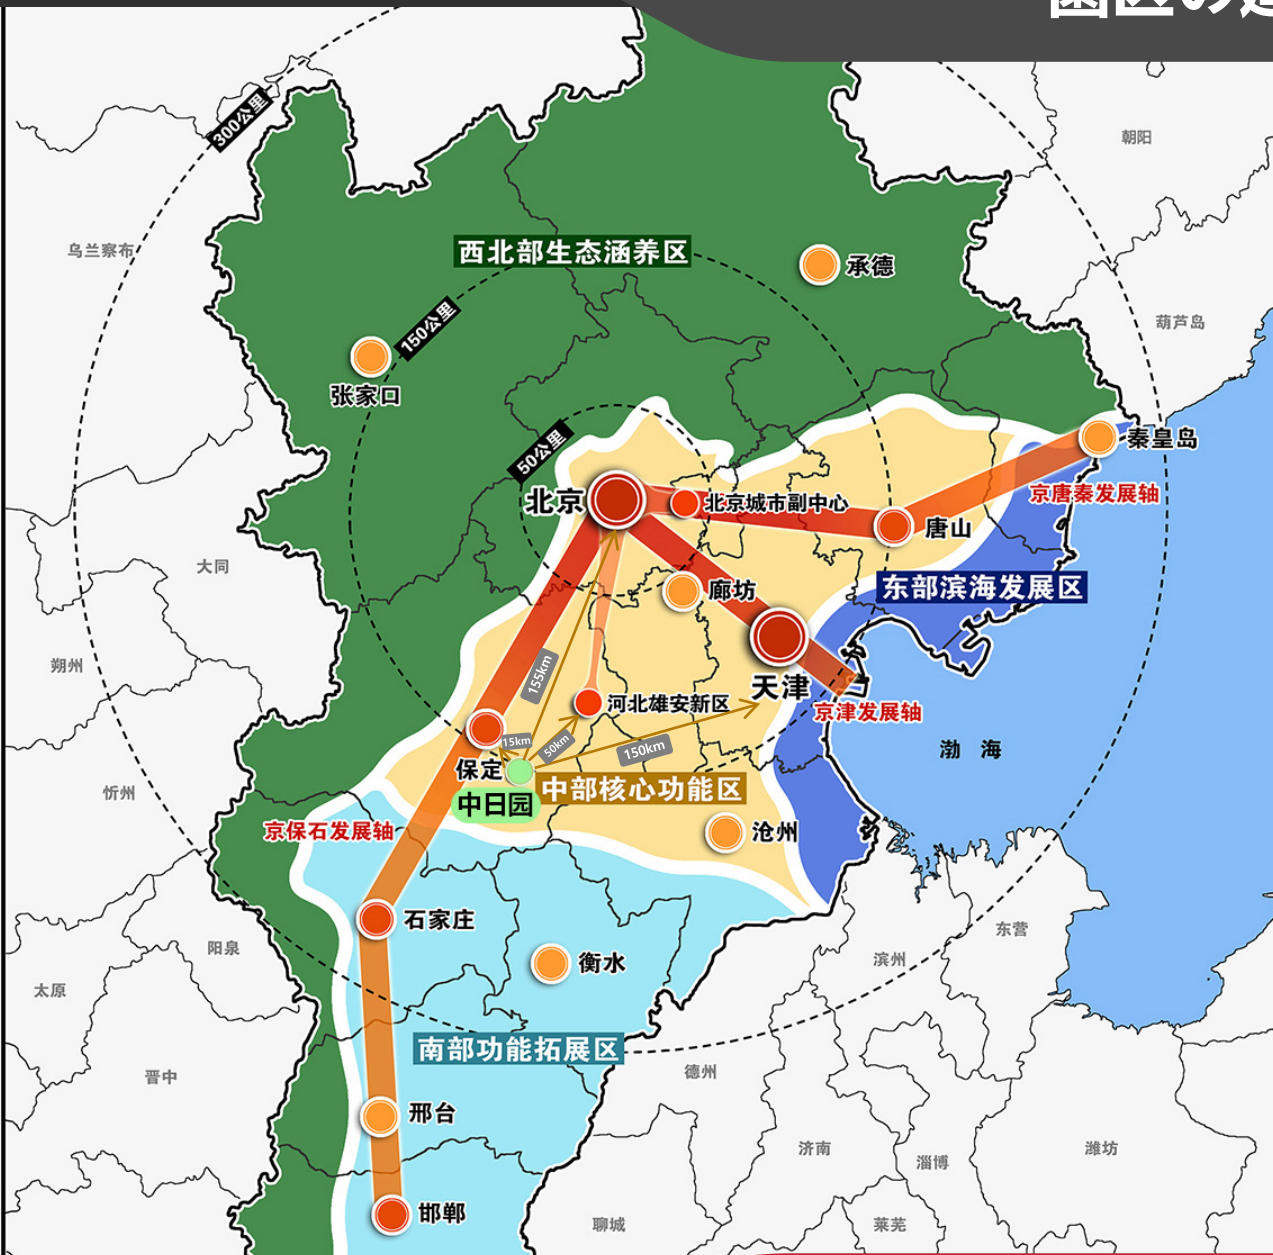 300公里
朝阳
乌兰察布
西北部生态涵养区
承德
150公里
葫芦岛
张家口
50公里
秦皇岛
北京
北京城市副中心
京唐秦发展轴
唐山
大同
廊坊
东部滨海发展区
朔州
155km
天津
河北雄安新区
京津发展轴
15km
50km
150km
渤 海
保定
中部核心功能区
忻州
中日园
京保石发展轴
沧州
石家庄
阳泉
东营
滨州
衡水
太原
南部功能拓展区
德州
晋中
邢台
济南
淄博
潍坊
邯郸
聊城
莱芜